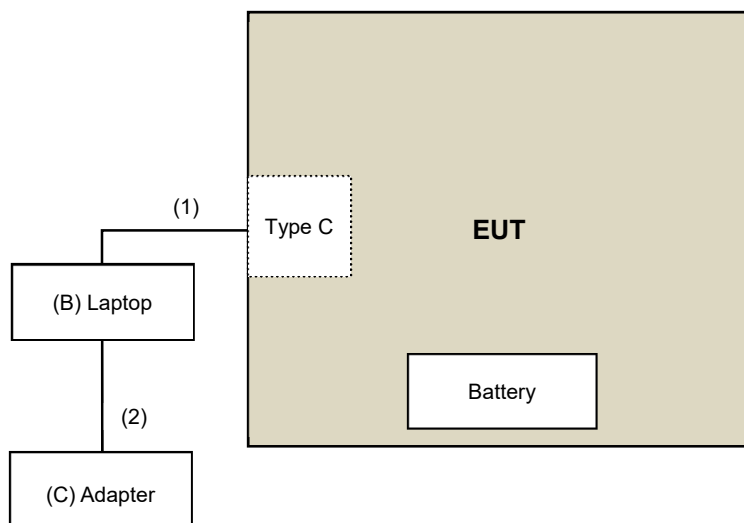 (1)
Type C
EUT
(B) Laptop
Battery
(2)
(C) Adapter